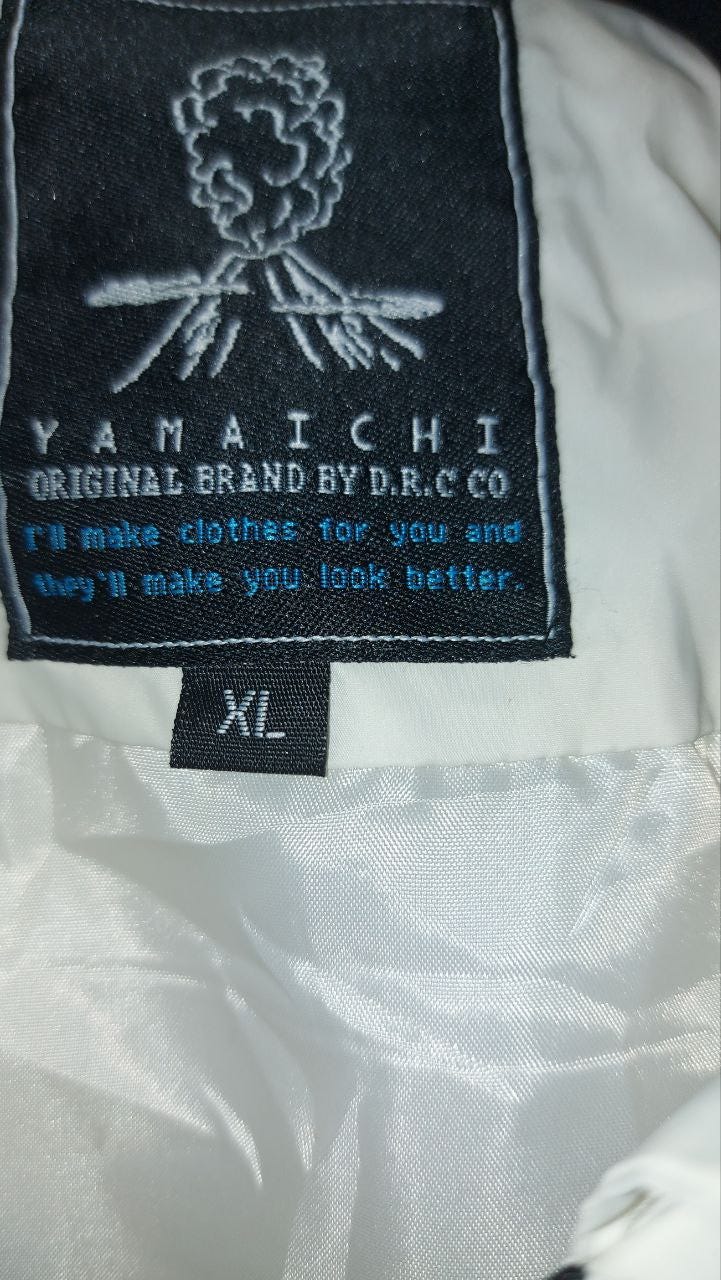 YAMAICHI
ORIGINAL BRAND BY D.R.C CO
I'll make clothes for you and
they'll make you look better.
XL